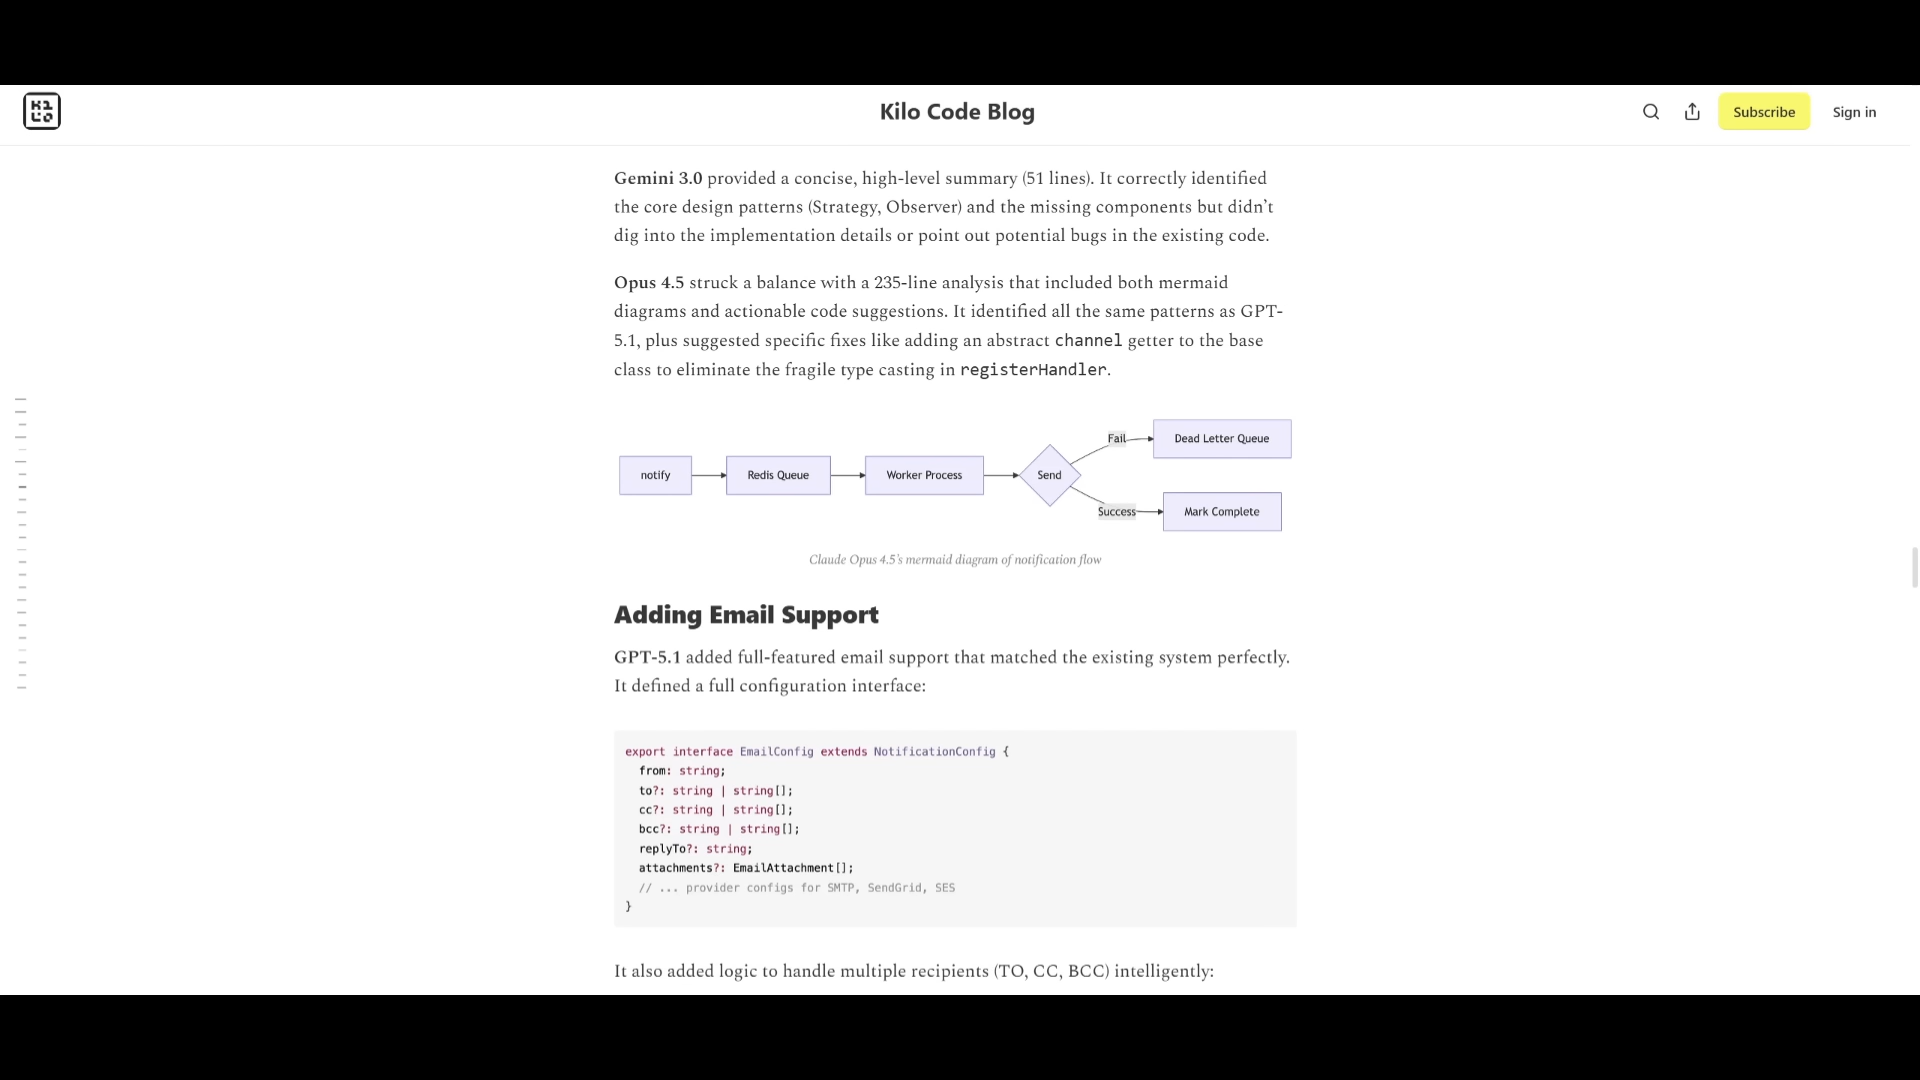 K1
LO
Kilo Code Blog
Subscribe
Sign in
Gemini 3.0 provided a concise, high-level summary (51 lines). It correctly identified
the core design patterns (Strategy, Observer) and the missing components but didn’t
dig into the implementation details or point out potential bugs in the existing code.
Opus 4.5 struck a balance with a 235-line analysis that included both mermaid
diagrams and actionable code suggestions. It identified all the same patterns as GPT-
5.1, plus suggested specific fixes like adding an abstract channel getter to the base
class to eliminate the fragile type casting in registerHandler.
notify
Redis Queue
Worker Process
Send
Fail
Dead Letter Queue
Success
Mark Complete
Claude Opus 4.5’s mermaid diagram of notification flow
Adding Email Support
GPT-5.1 added full-featured email support that matched the existing system perfectly.
It defined a full configuration interface:
export interface EmailConfig extends NotificationConfig {
from: string;
to?: string | string[];
cc?: string | string[];
bcc?: string | string[];
replyTo?: string;
attachments?: EmailAttachment[];
// ... provider configs for SMTP, SendGrid, SES
}
It also added logic to handle multiple recipients (TO, CC, BCC) intelligently: